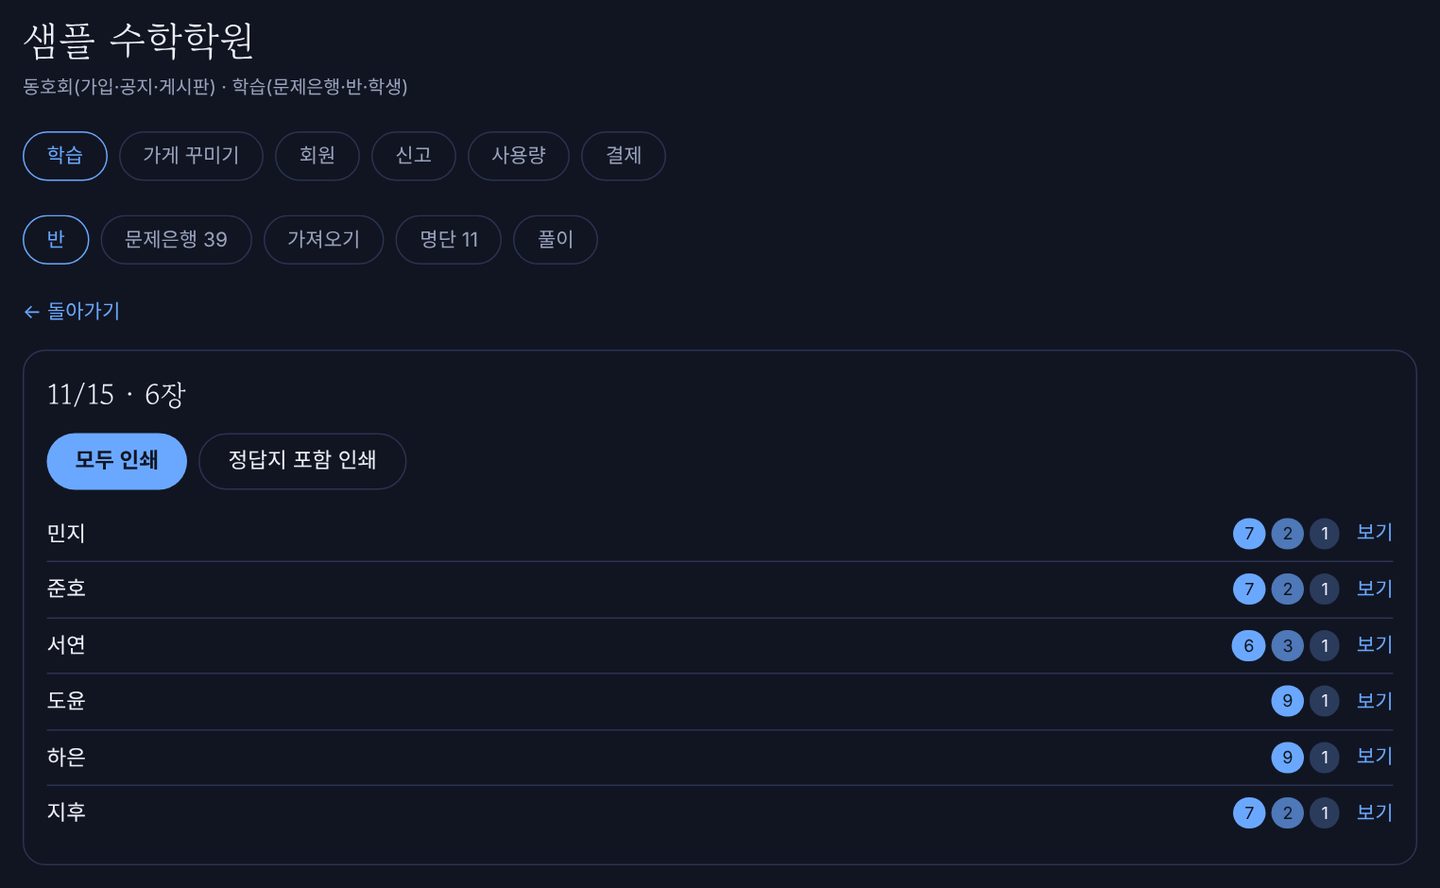 샘플 수학학원
동호회(가입·공지·게시판) · 학습(문제은행·반·학생)
학습 가게 꾸미기 회원 신고 사용량 결제
반 문제은행 39 가져오기 명단 11 풀이
← 돌아가기
11/15 · 6장
모두 인쇄 정답지 포함 인쇄
민지 7 2 1 보기
준호 7 2 1 보기
서연 6 3 1 보기
도윤 9 1 보기
하은 9 1 보기
지후 7 2 1 보기